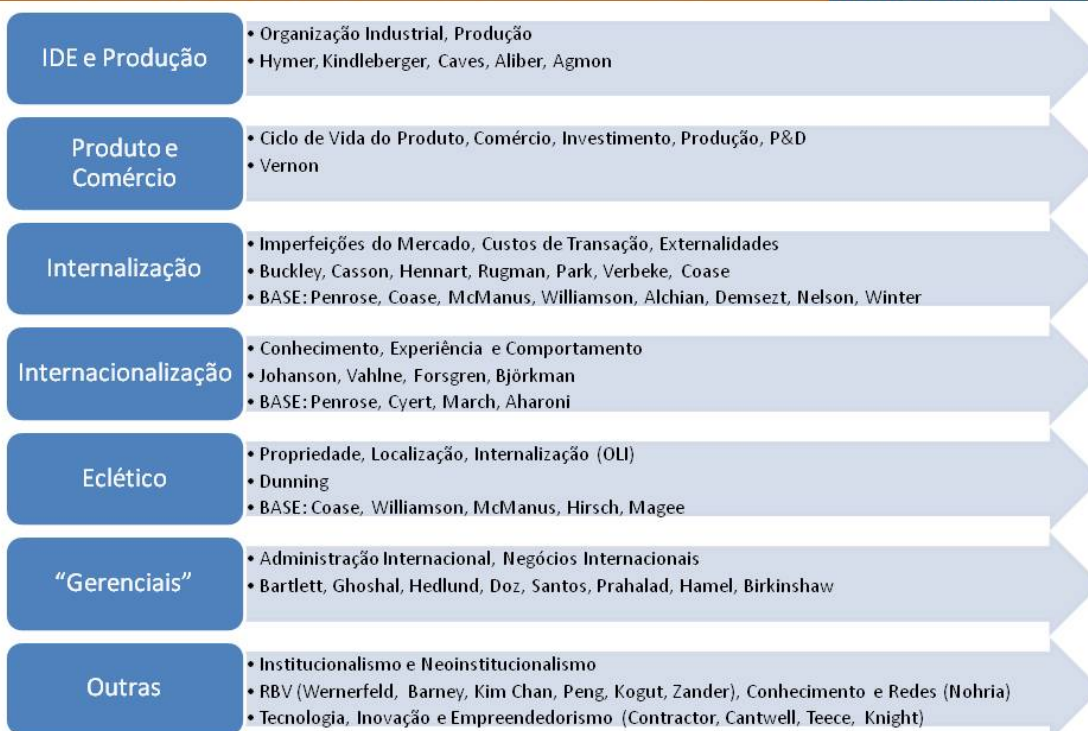 IDE e Produção
• Organização Industrial, Produção
• Hymer, Kindleberger, Caves, Aliber, Agmon
Produto e
Comércio
• Ciclo de Vida do Produto, Comércio, Investimento, Produção, P&D
• Vernon
Internalização
• Imperfeições do Mercado, Custos de Transação, Externalidades
• Buckley, Casson, Hennart, Rugman, Park, Verbeke, Coase
• BASE: Penrose, Coase, McManus, Williamson, Alchian, Demsezt, Nelson, Winter
Internacionalização
• Conhecimento, Experiência e Comportamento
• Johanson, Vahlne, Forsgren, Björkman
• BASE: Penrose, Cyert, March, Aharoni
Eclético
• Propriedade, Localização, Internalização (OLI)
• Dunning
• BASE: Coase, Williamson, McManus, Hirsch, Magee
“Gerenciais”
• Administração Internacional, Negócios Internacionais
• Bartlett, Ghoshal, Hedlund, Doz, Santos, Prahalad, Hamel, Birkinshaw
Outras
• Institucionalismo e Neoinstitucionalismo
• RBV (Wernerfeld, Barney, Kim Chan, Peng, Kogut, Zander), Conhecimento e Redes (Nohria)
• Tecnologia, Inovação e Empreendedorismo (Contractor, Cantwell, Teece, Knight)